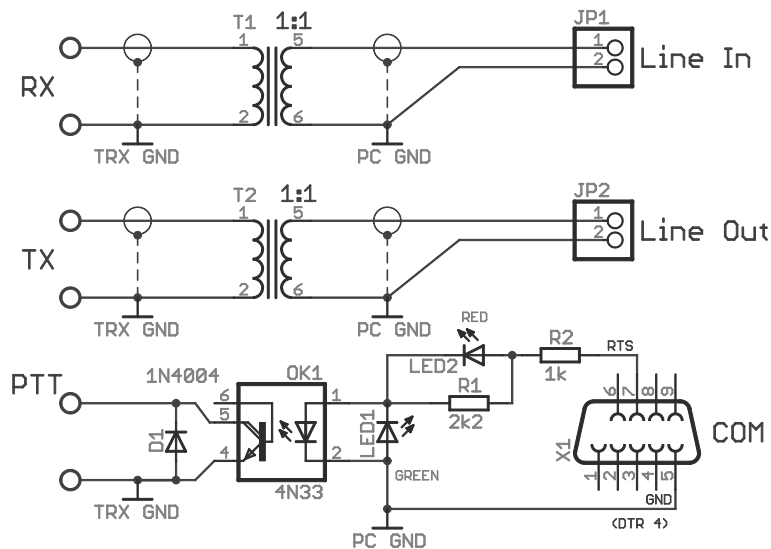 T1 1:1 JP1
1 5 1
2
Line In
RX
2 6
TRX GND PC GND
T2 1:1 JP2
1 5 1
2
Line Out
TX
2 6
TRX GND PC GND
RED
R2
RTS
LED2
1k
PTT
1N4004 OK1
R1
6 1
5
2k2
6 7 8 9
D1
LED1
X1
COM
4 2
GREEN
4N33
1 2 3 4 5
GND
TRX GND
(DTR 4)
PC GND